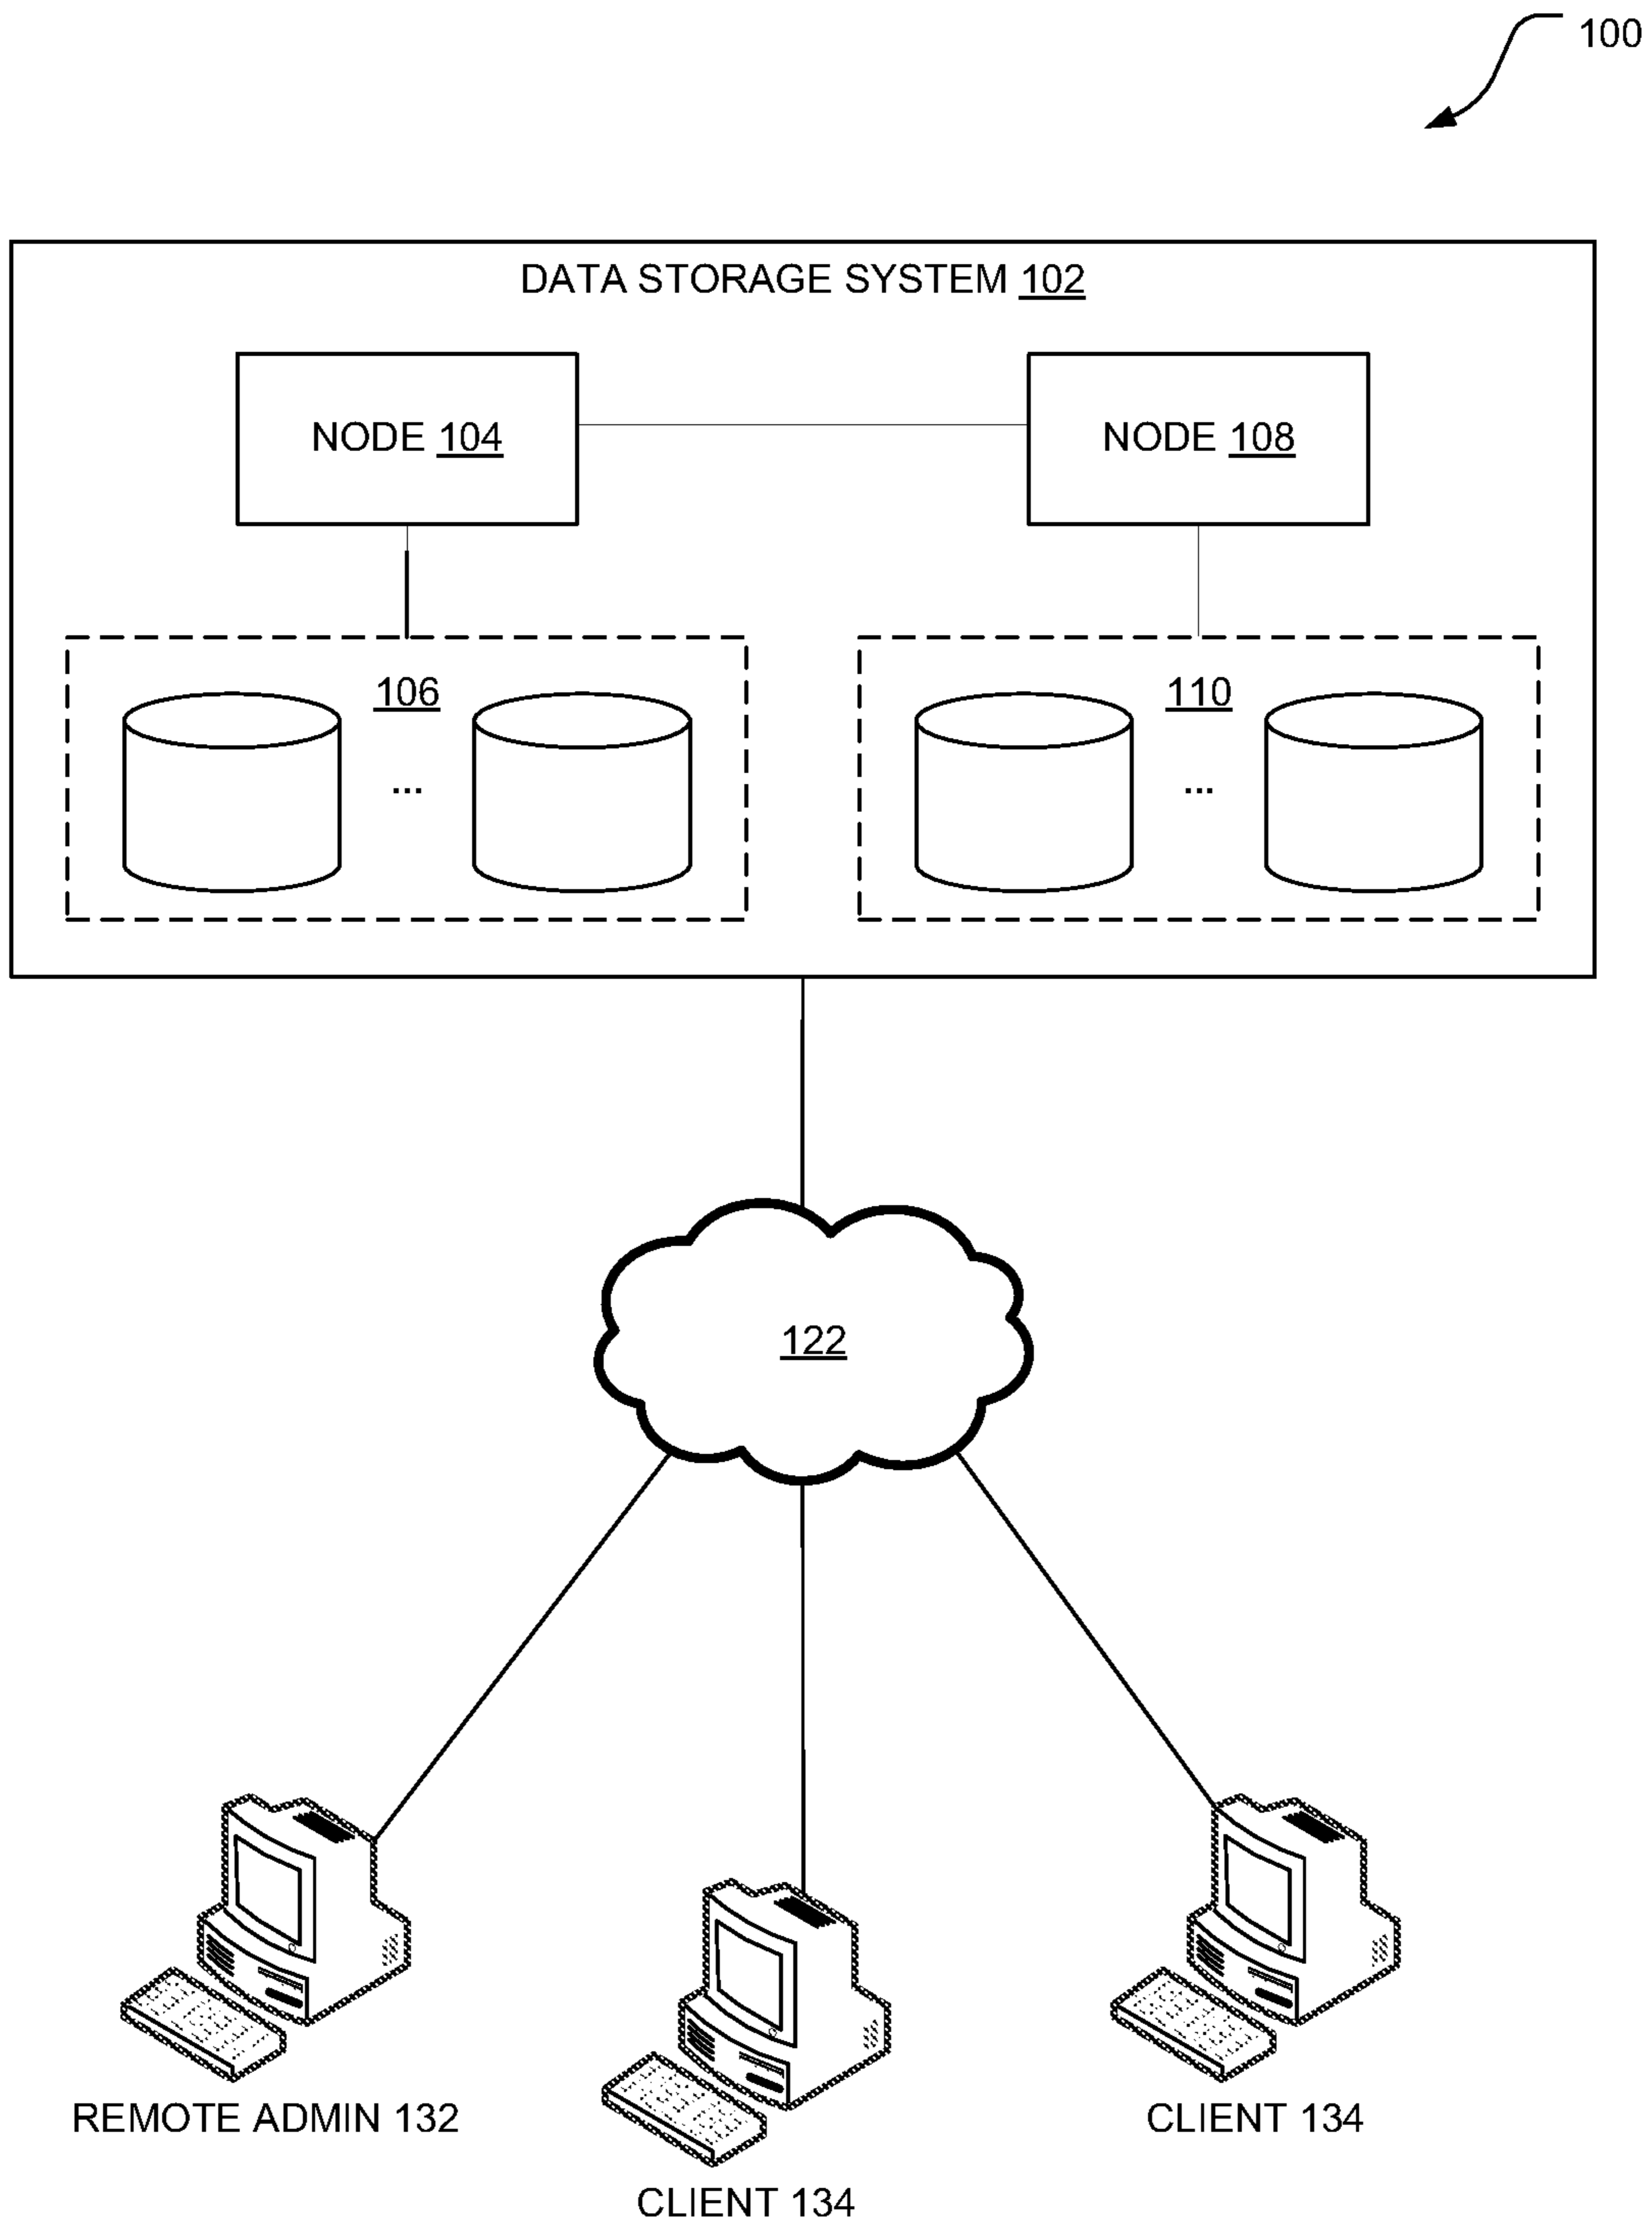 100
DATA STORAGE SYSTEM 102
NODE 104
NODE 108
106
110
...
...
122
REMOTE ADMIN 132
CLIENT 134
CLIENT 134